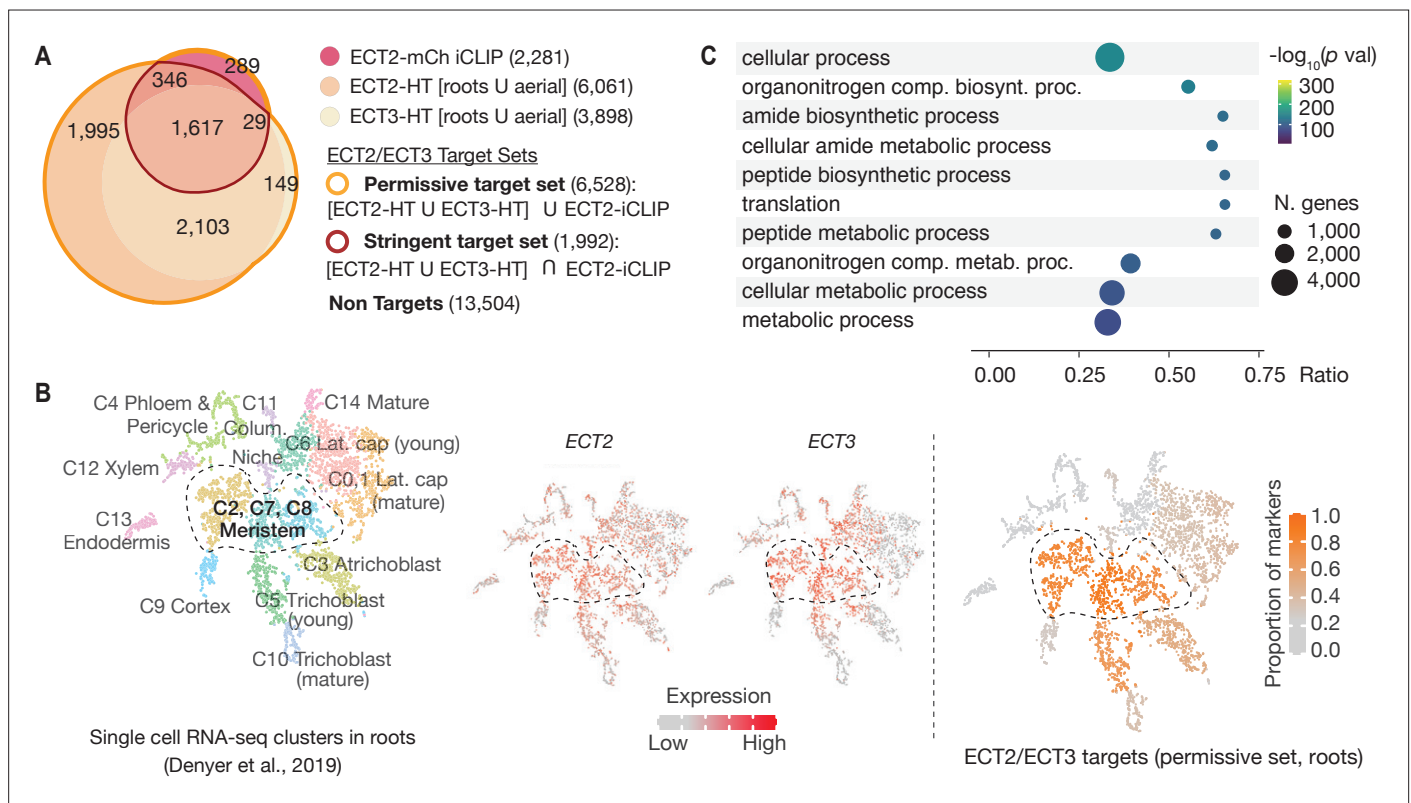 A
346
289
1,995
1,617
29
149
2,103
ECT2-mCh iCLIP (2,281)
ECT2-HT [roots U aerial] (6,061)
ECT3-HT [roots U aerial] (3,898)
ECT2/ECT3 Target Sets
Permissive target set (6,528):
[ECT2-HT U ECT3-HT] U ECT2-iCLIP
Stringent target set (1,992):
[ECT2-HT U ECT3-HT] ∩ ECT2-iCLIP
Non Targets (13,504)
C
cellular process
organonitrogen comp. biosynt. proc.
amide biosynthetic process
cellular amide metabolic process
peptide biosynthetic process
translation
peptide metabolic process
organonitrogen comp. metab. proc.
cellular metabolic process
metabolic process
0.00 0.25 0.50 0.75 Ratio
-log10(p val)
300
200
100
N. genes
1,000
2,000
4,000
B
C4 Phloem &
Pericycle
C11
Colum.
C14 Mature
C6 Lat. cap (young)
Niche
C12 Xylem
C0,1 Lat. cap
(mature)
C2, C7, C8
Meristem
C13
Endodermis
C3 Atrichoblast
C9 Cortex
C5 Trichoblast
(young)
C10 Trichoblast
(mature)
Single cell RNA-seq clusters in roots
(Denyer et al., 2019)
ECT2
ECT3
Expression
Low High
Proportion of markers
1.0
0.8
0.6
0.4
0.2
0.0
ECT2/ECT3 targets (permissive set, roots)